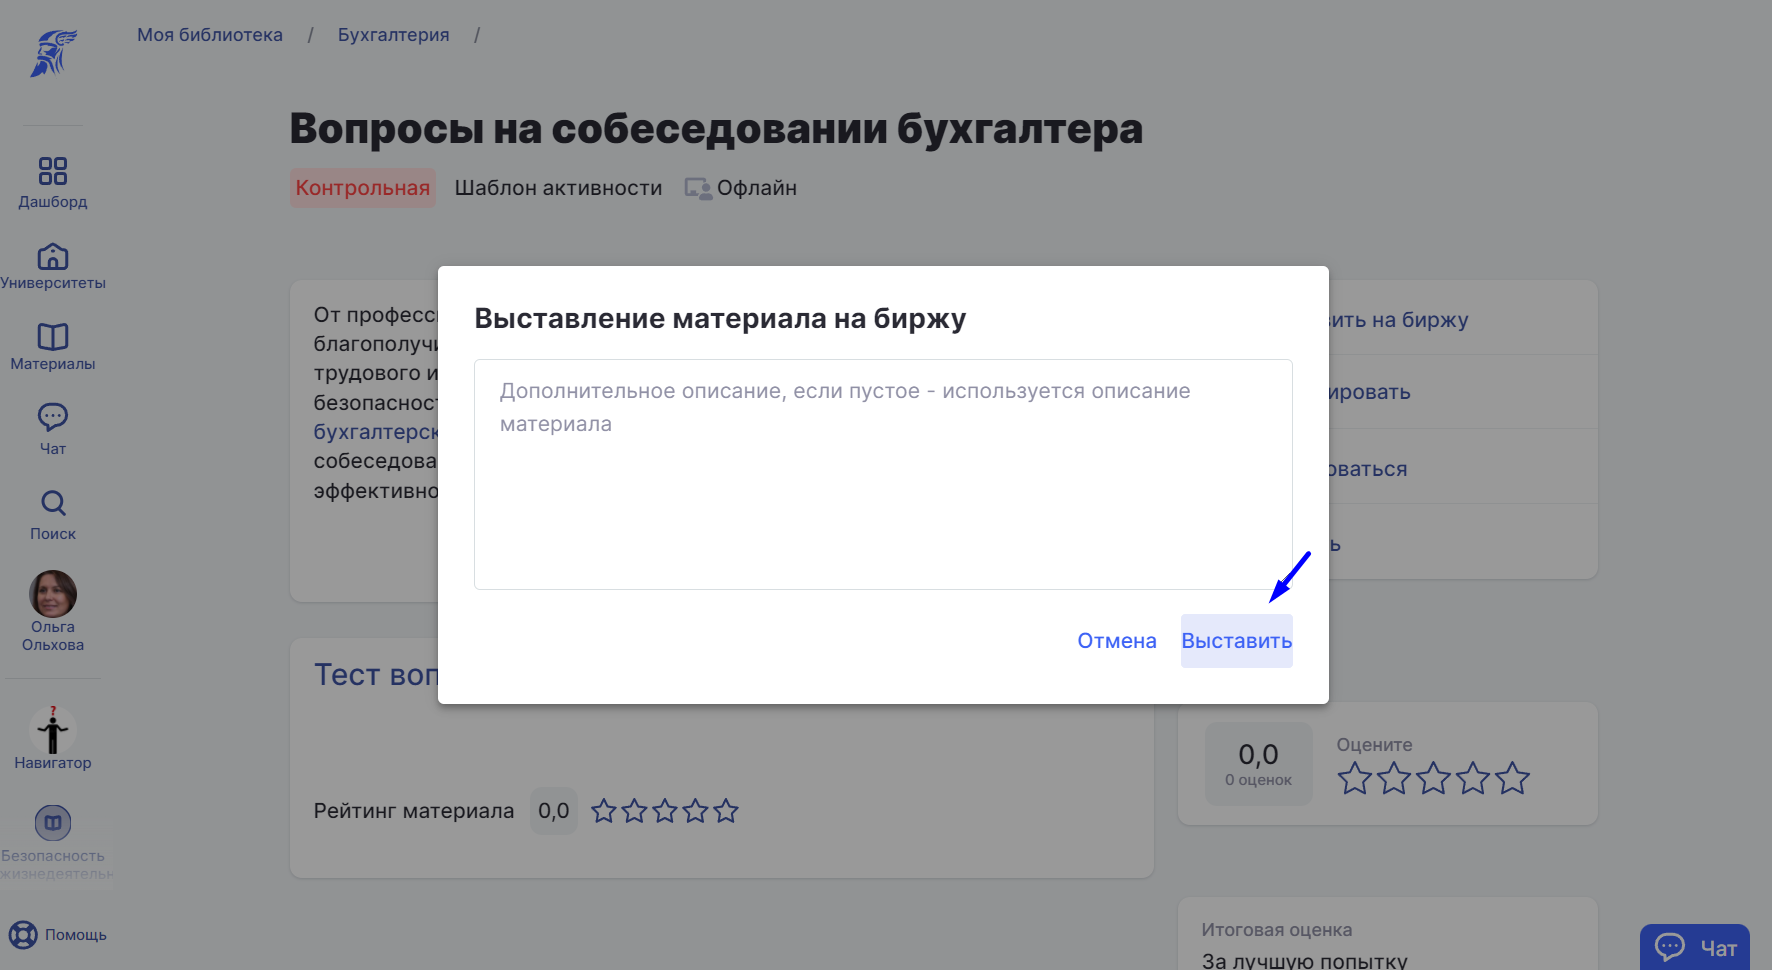 Моя библиотека / Бухгалтерия /
Вопросы на собеседовании бухгалтера
Контрольная Шаблон активности Офлайн
Дашборд
Университеты
Материалы
Чат
Поиск
Ольга
Ольхова
?
Навигатор
Безопасность
жизнедеятельн
Помощь
От професс
благополучи
трудового и
безопасност
бухгалтерск
собеседова
эффективно
Выставление материала на биржу
Дополнительное описание, если пустое - используется описание
материала
Отмена Выставить
вить на биржу
ировать
оваться
ь
Тест воп
Рейтинг материала 0,0
0,0
0 оценок
Оцените
Итоговая оценка
За лучшую попытку
Чат